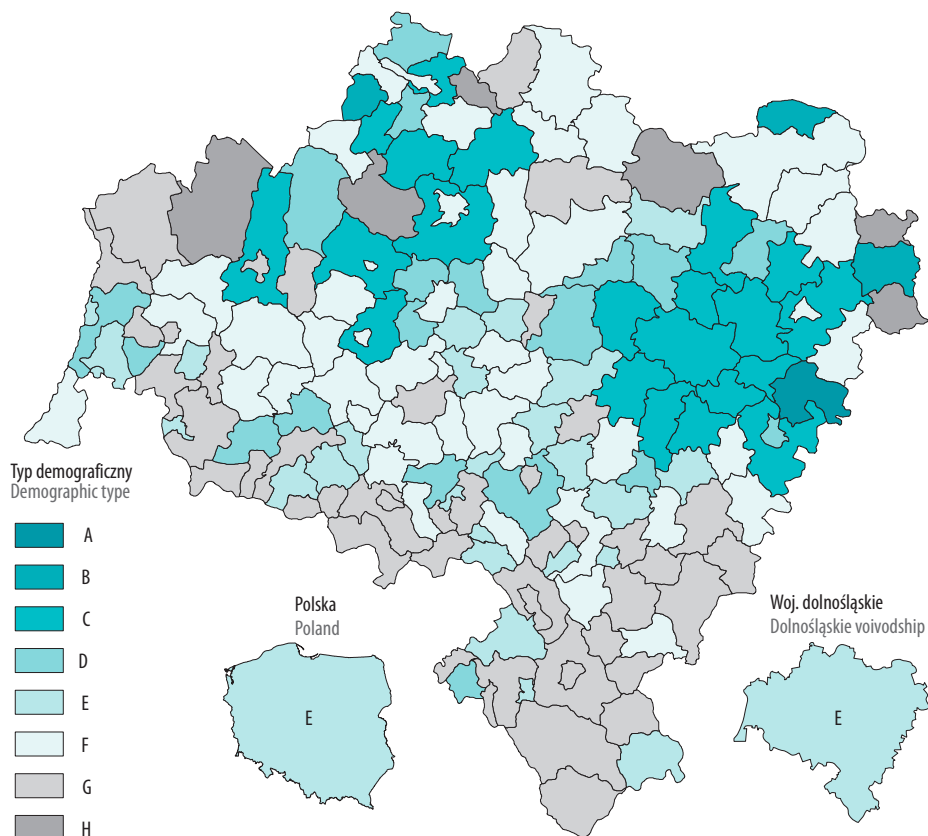 Typ demograficzny
Demographic type
A
B
C
D
E
F
G
H
Polska
Poland
E
Woj. dolnośląskie
Dolnośląskie voivodship
E